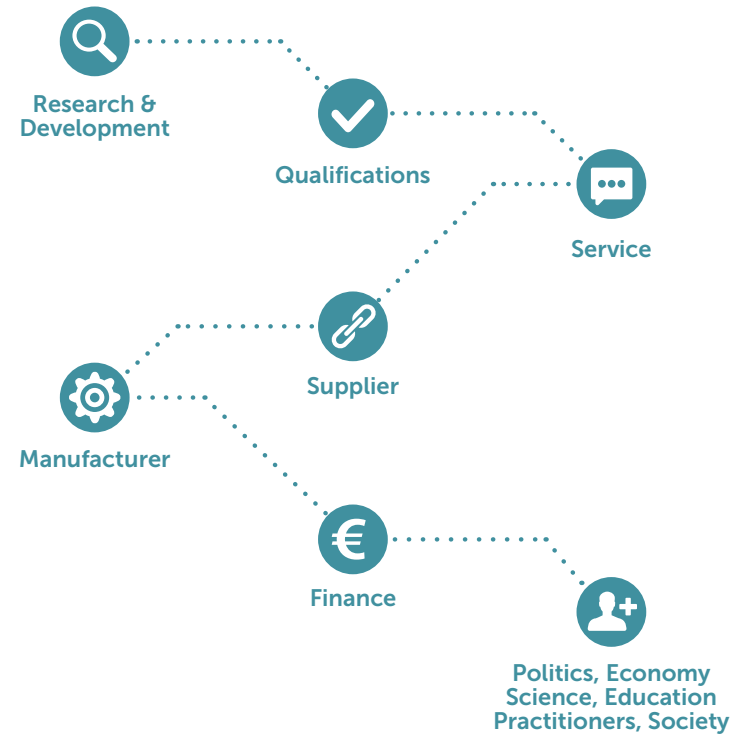 Research &
Development
Qualifications
Service
Supplier
Manufacturer
€
Finance
Politics, Economy
Science, Education
Practitioners, Society